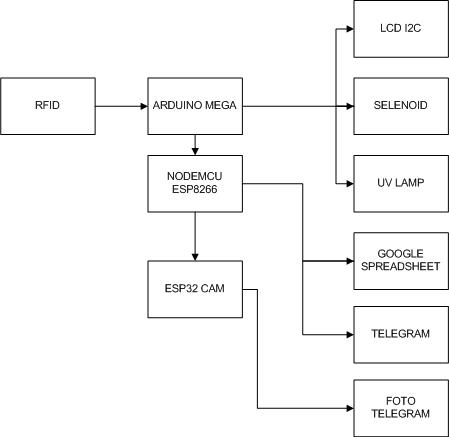 LCD I2C
RFID
ARDUINO MEGA
SELENOID
NODEMCU
ESP8266
UV LAMP
GOOGLE
SPREADSHEET
ESP32 CAM
TELEGRAM
FOTO
TELEGRAM